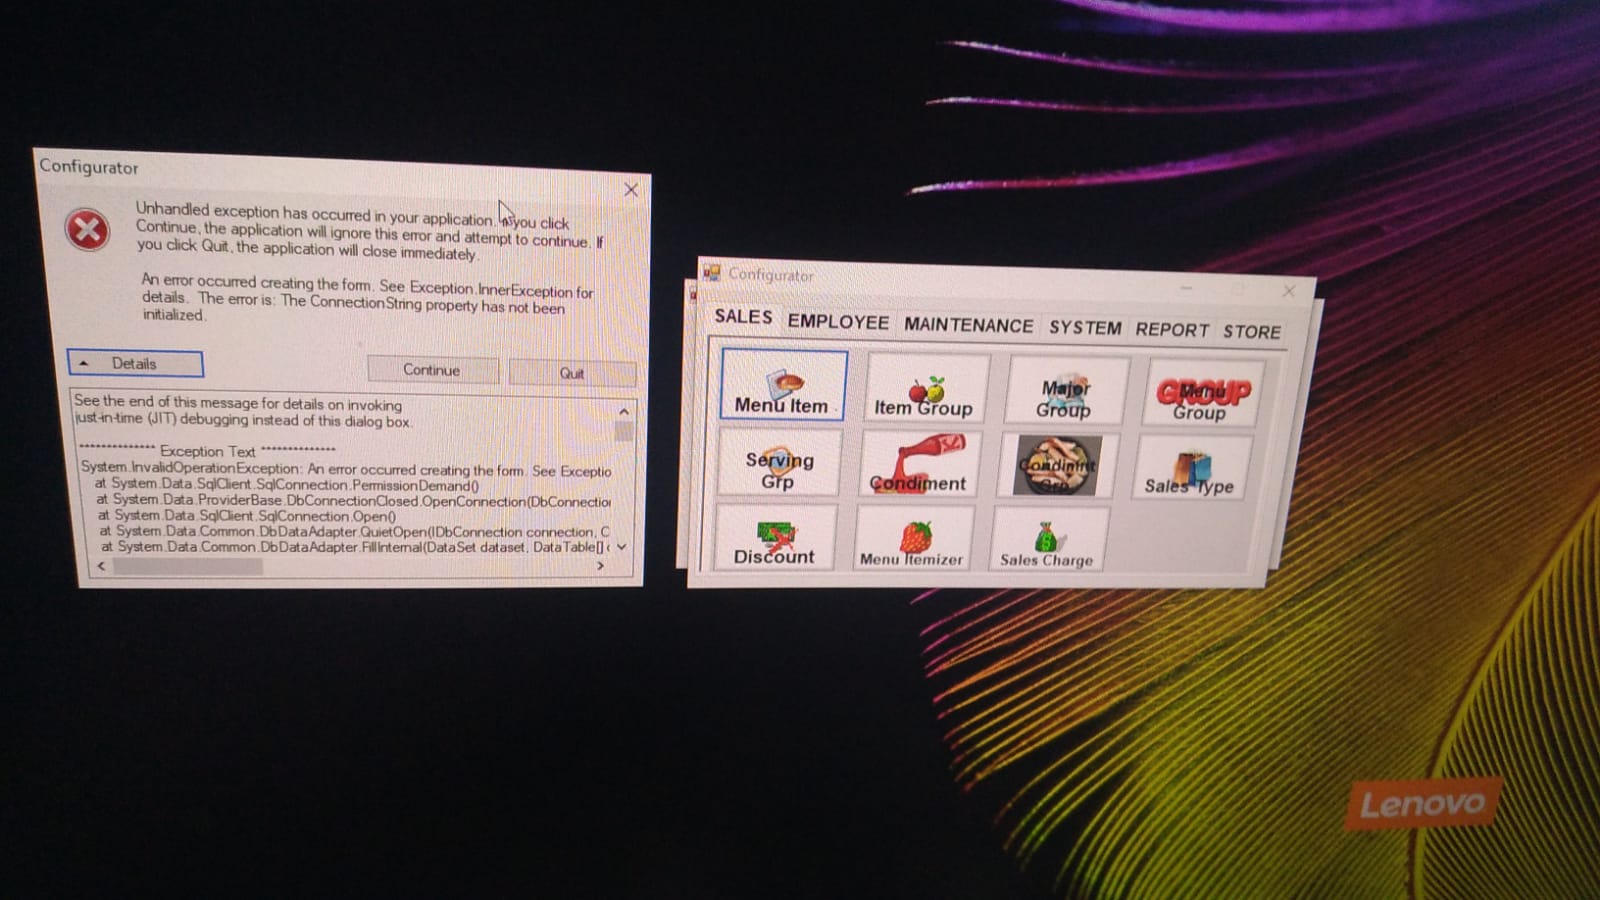 Configurator
Unhandled exception has occurred in your application. If you click
Continue, the application will ignore this error and attempt to continue. If
you click Quit, the application will close immediately.
An error occurred creating the form. See Exception.InnerException for
details. The error is: The ConnectionString property has not been
initialized.
Details
Continue
Quit
See the end of this message for details on invoking
just-in-time (JIT) debugging instead of this dialog box.
************** Exception Text **************
System.InvalidOperationException: An error occurred creating the form. See Exceptio
at System.Data.SqlClient.SqlConnection.PermissionDemand()
at System.Data.ProviderBase.DbConnectionClosed.OpenConnection(DbConnection
at System.Data.SqlClient.SqlConnection.Open()
at System.Data.Common.DbDataAdapter.QuietOpen(IDbConnection connection, C
at System.Data.Common.DbDataAdapter.FillInternal(DataSet dataset, DataTable[]
Configurator
SALES EMPLOYEE MAINTENANCE SYSTEM REPORT STORE
Menu Item
Item Group
Major
Group
GROUP
Menu
Group
Serving
Grp
Condiment
Condimint
Grp
Sales Type
Discount
Menu Itemizer
Sales Charge
Lenovo